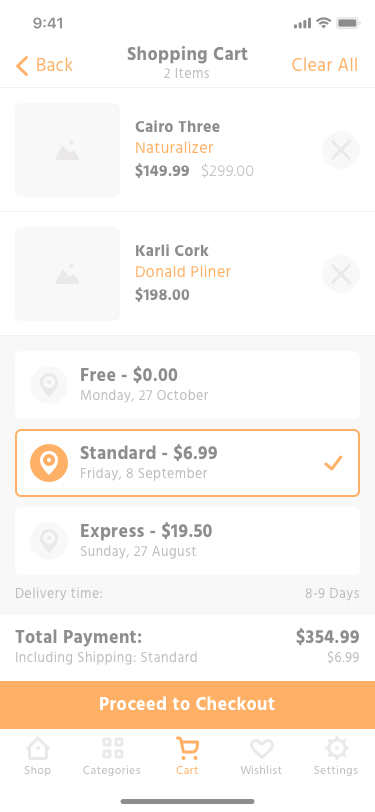 9:41
Back
Shopping Cart
2 Items
Clear All
Cairo Three
Naturalizer
$149.99 $299.00
Karli Cork
Donald Pliner
$198.00
Free - $0.00
Monday, 27 October
Standard - $6.99
Friday, 8 September
Express - $19.50
Sunday, 27 August
Delivery time: 8-9 Days
Total Payment: $354.99
Including Shipping: Standard $6.99
Proceed to Checkout
Shop Categories Cart Wishlist Settings